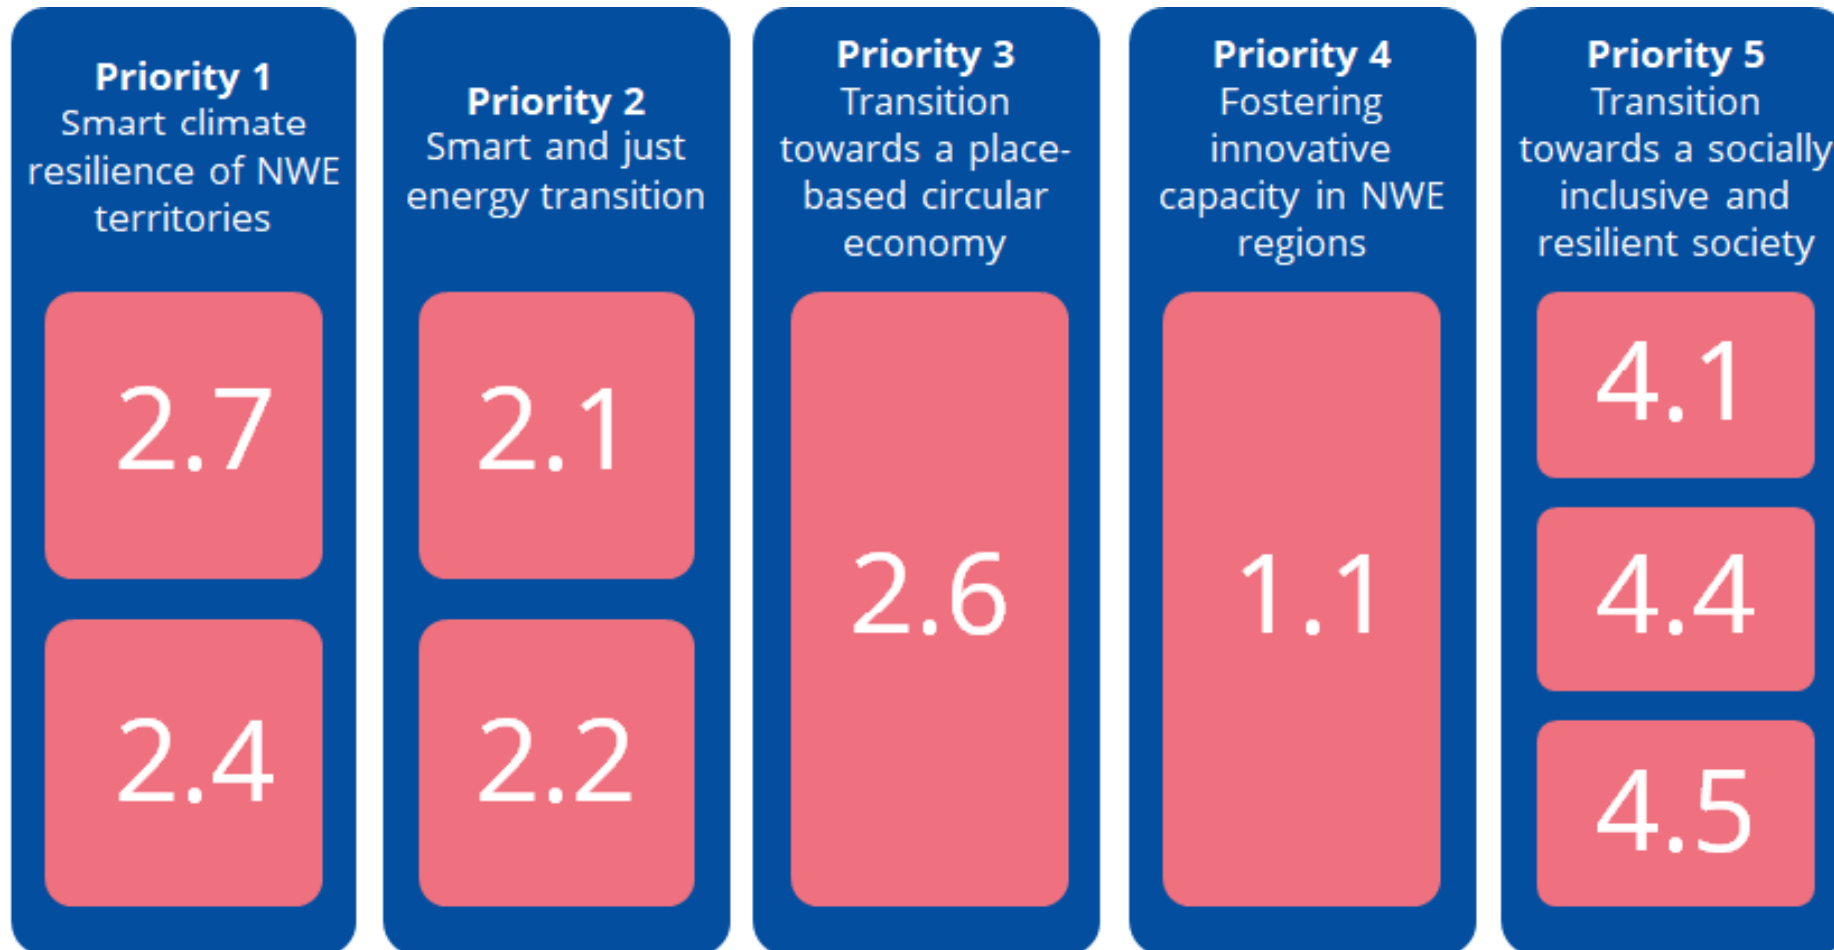 Priority 1
Smart climate
resilience of NWE
territories
2.7
2.4
Priority 2
Smart and just
energy transition
2.1
2.2
Priority 3
Transition
towards a place-
based circular
economy
2.6
Priority 4
Fostering
innovative
capacity in NWE
regions
1.1
Priority 5
Transition
towards a socially
inclusive and
resilient society
4.1
4.4
4.5